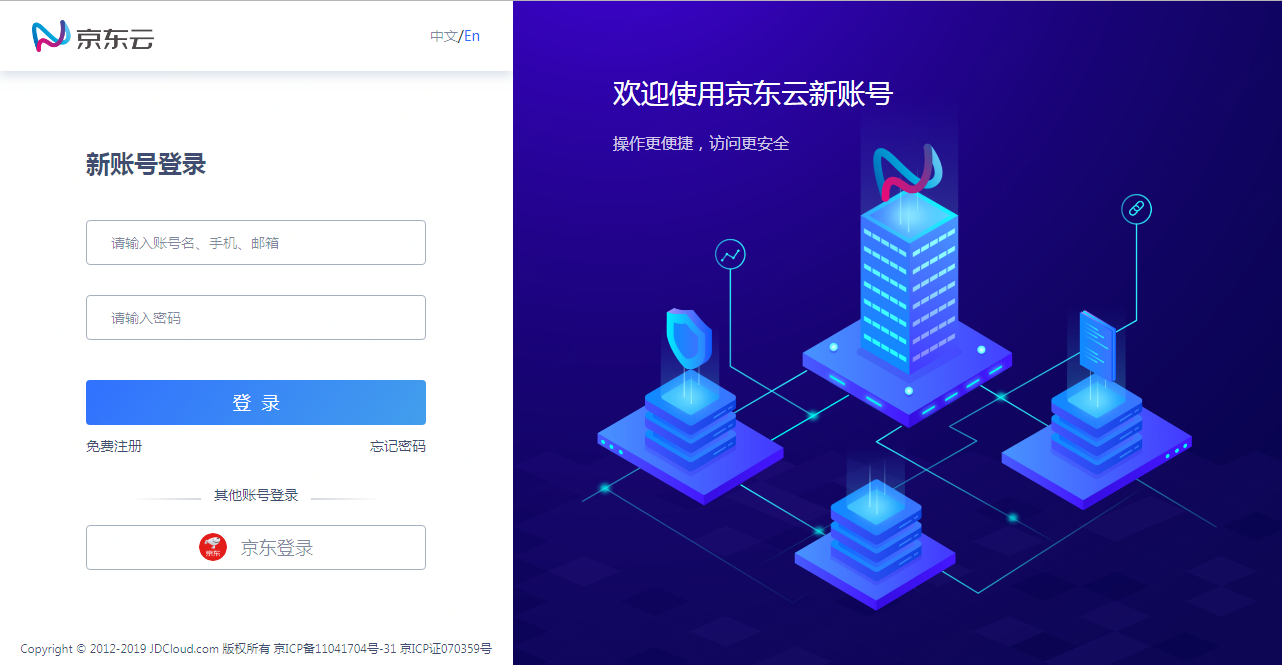 京东云
中文/En
新账号登录
请输入账号名、手机、邮箱
请输入密码
登 录
免费注册
忘记密码
其他账号登录
京东
京东登录
Copyright © 2012-2019 JDCloud.com 版权所有 京ICP备11041704号-31 京ICP证070359号
欢迎使用京东云新账号
操作更便捷，访问更安全